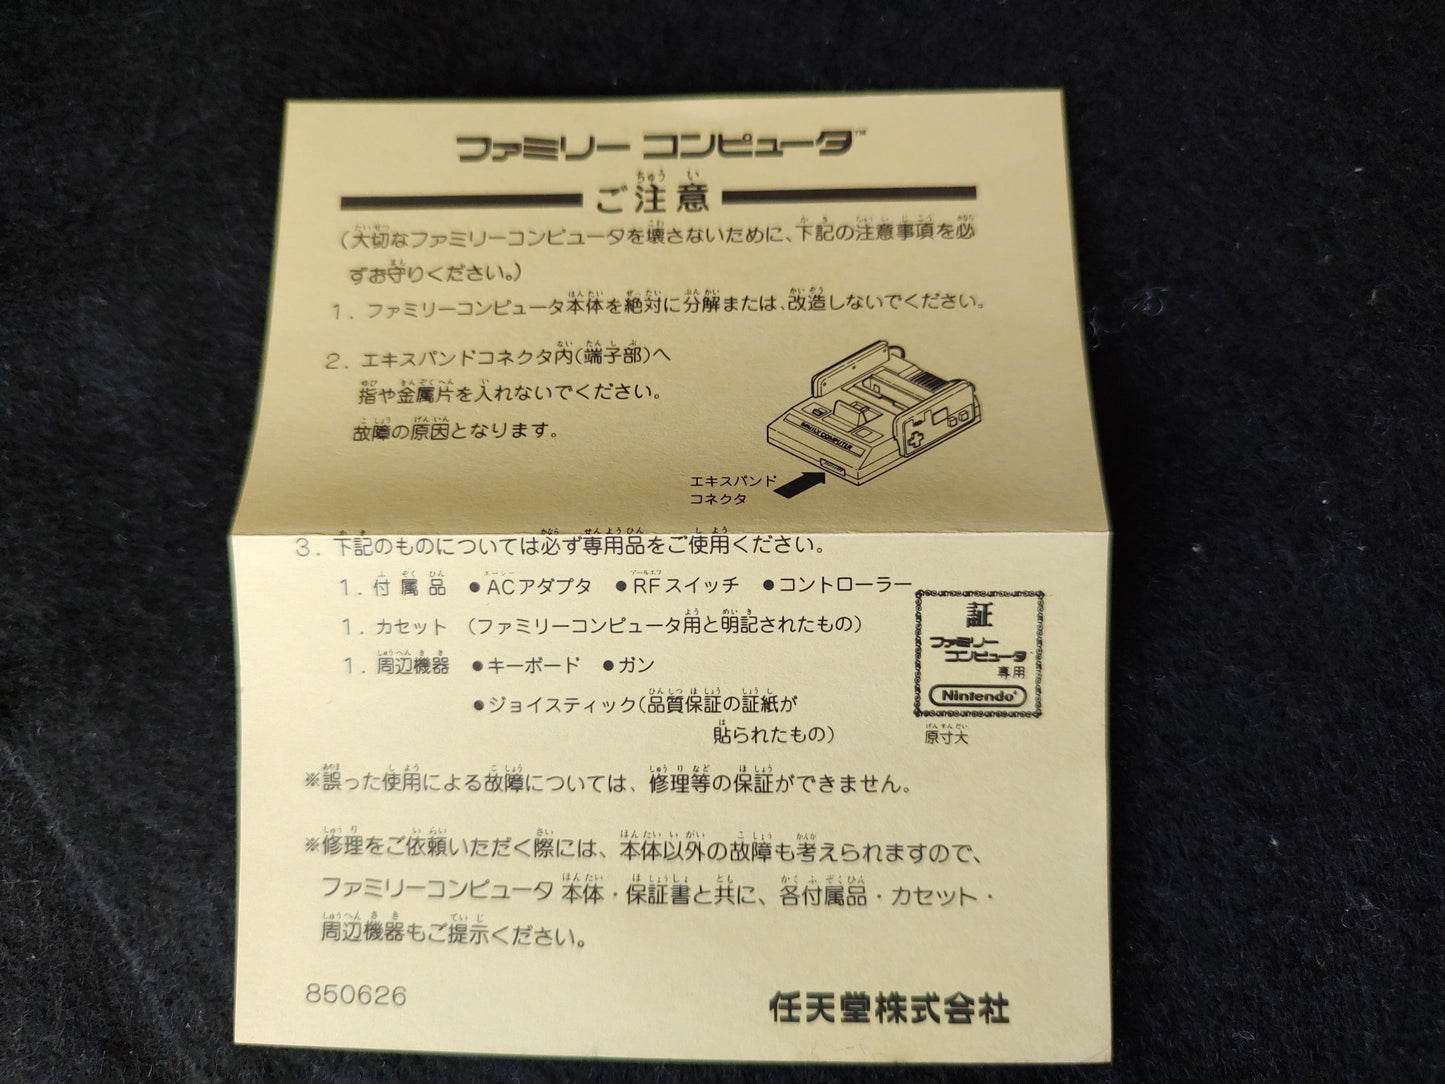 ファミリー コンピュータ™
ご注意
(大切なファミリーコンピュータを壊さないために、下記の注意事項を必
ずお守りください。)
1. ファミリーコンピュータ本体を絶対に分解または、改造しないでください。
2. エキスパンドコネクタ内(端子部)へ
指や金属片を入れないでください。
故障の原因となります。
FAMILY COMPUTER
エキスパンド
コネクタ
3. 下記のものについては必ず専用品をご使用ください。
1. 付属品 ●ACアダプタ ●RFスイッチ ●コントローラー
1. カセット (ファミリーコンピュータ用と明記されたもの)
1. 周辺機器 ●キーボード ●ガン
●ジョイスティック(品質保証の証紙が
貼られたもの)
証
ファミリー
コンピュータ
専用
Nintendo
原寸大
※誤った使用による故障については、修理等の保証ができません。
※修理をご依頼いただく際には、本体以外の故障も考えられますので、
ファミリーコンピュータ 本体・保証書と共に、各付属品・カセット・
周辺機器もご提示ください。
850626
任天堂株式会社